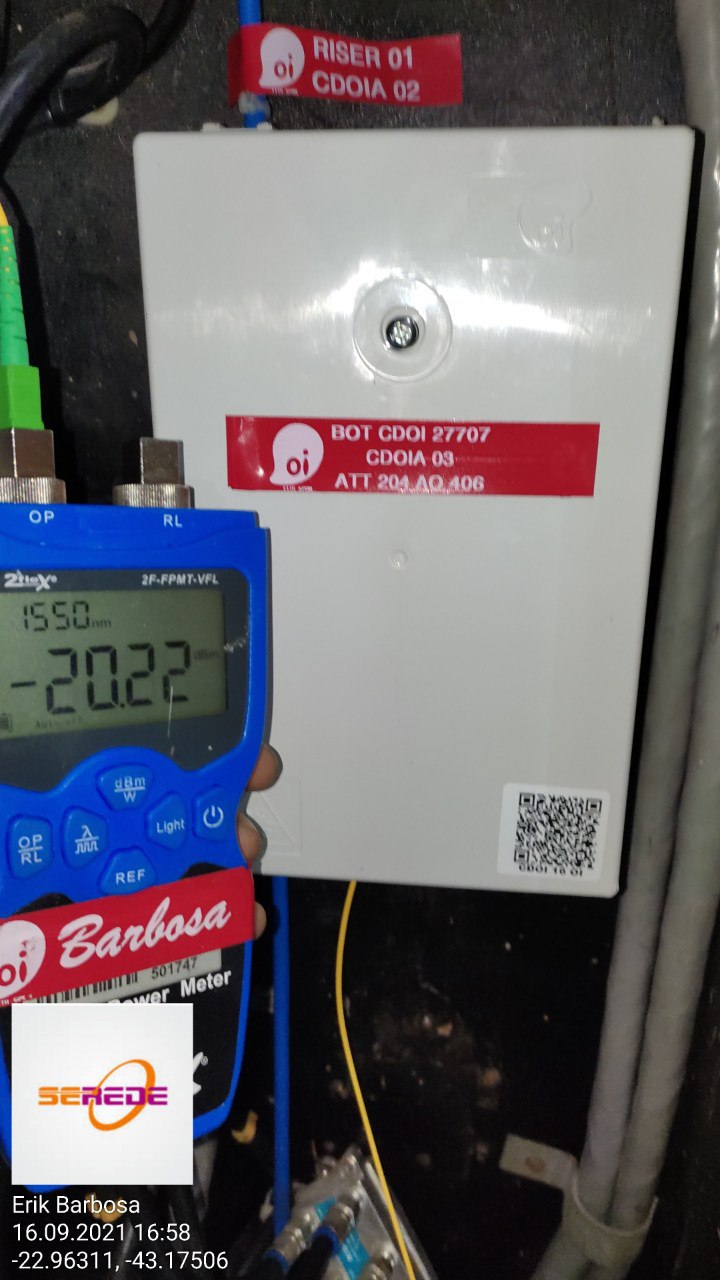 oi
RISER 01
CDOIA 02
oi
BOT CDOI 27707
CDOIA 03
ATT 204 AO 406
OP
RL
2flex®
2F-FPMT-VFL
1550nm
-20.22 dBm
dBm
W
OP
RL
λ
Light
REF
oi
Barbosa
501747
Power Meter
CDOI 16 OI
SEREDE
Erik Barbosa
16.09.2021 16:58
-22.96311, -43.17506